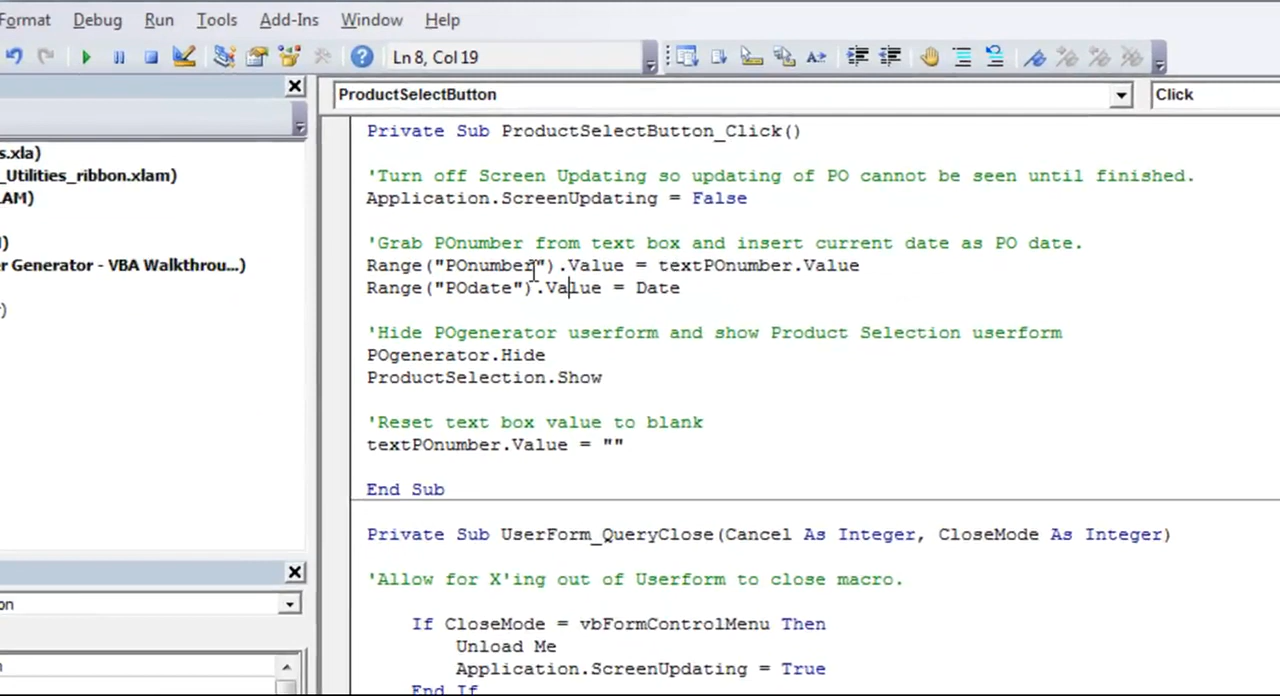 Format Debug Run Tools Add-Ins Window Help
Ln 8, Col 19
ProductSelectButton Click
s.xla)
_Utilities_ribbon.xlam)
LAM)
)
er Generator - VBA Walkthrou...)
)
on
Private Sub ProductSelectButton_Click()
'Turn off Screen Updating so updating of PO cannot be seen until finished.
Application.ScreenUpdating = False
'Grab POnumber from text box and insert current date as PO date.
Range("POnumber").Value = textPOnumber.Value
Range("POdate").Value = Date
'Hide POgenerator userform and show Product Selection userform
POgenerator.Hide
ProductSelection.Show
'Reset text box value to blank
textPOnumber.Value = ""
End Sub
Private Sub UserForm_QueryClose(Cancel As Integer, CloseMode As Integer)
'Allow for X'ing out of Userform to close macro.
If CloseMode = vbFormControlMenu Then
Unload Me
Application.ScreenUpdating = True
End If